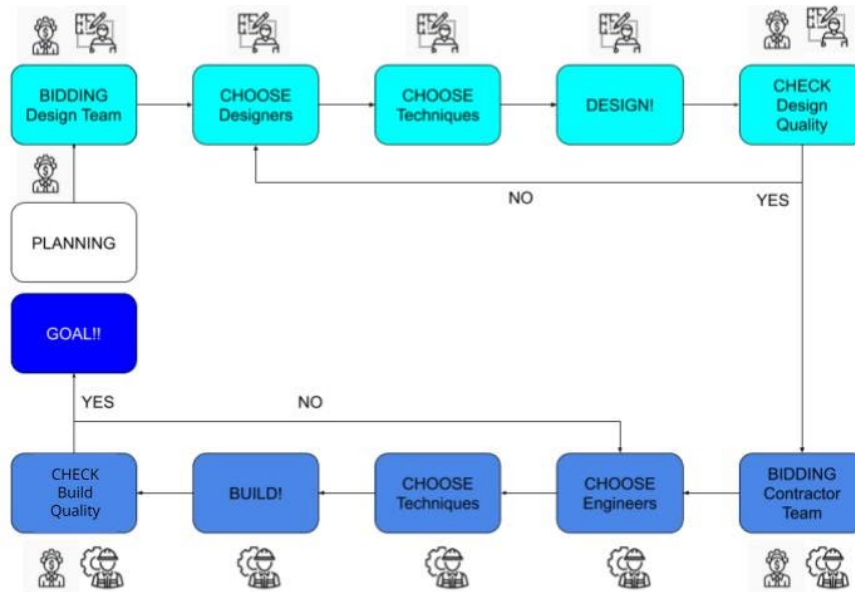 BIDDING
Design Team
CHOOSE
Designers
CHOOSE
Techniques
DESIGN!
CHECK
Design
Quality
NO
YES
PLANNING
GOAL!!
YES
NO
CHECK
Build
Quality
BUILD!
CHOOSE
Techniques
CHOOSE
Engineers
BIDDING
Contractor
Team